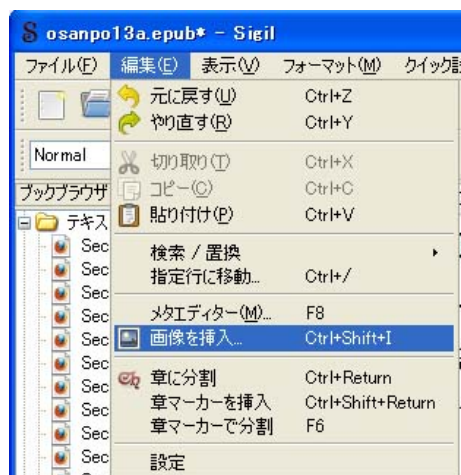 S osanpo13a.epub* - Sigil
ファイル(F) 編集(E) 表示(V) フォーマット(M) クイック
元に戻す(U) Ctrl+Z
やり直す(R) Ctrl+Y
Normal
切り取り(T) Ctrl+X
コピー(C) Ctrl+C
ブックブラウザ
貼り付け(P) Ctrl+V
テキス
Sec
検索 / 置換
Sec
指定行に移動... Ctrl+/
Sec
メタエディター(M)... F8
Sec
画像を挿入... Ctrl+Shift+I
Sec
Sec
章に分割 Ctrl+Return
Sec
章マーカーを挿入 Ctrl+Shift+Return
Sec
章マーカーで分割 F6
Sec
設定
Sec